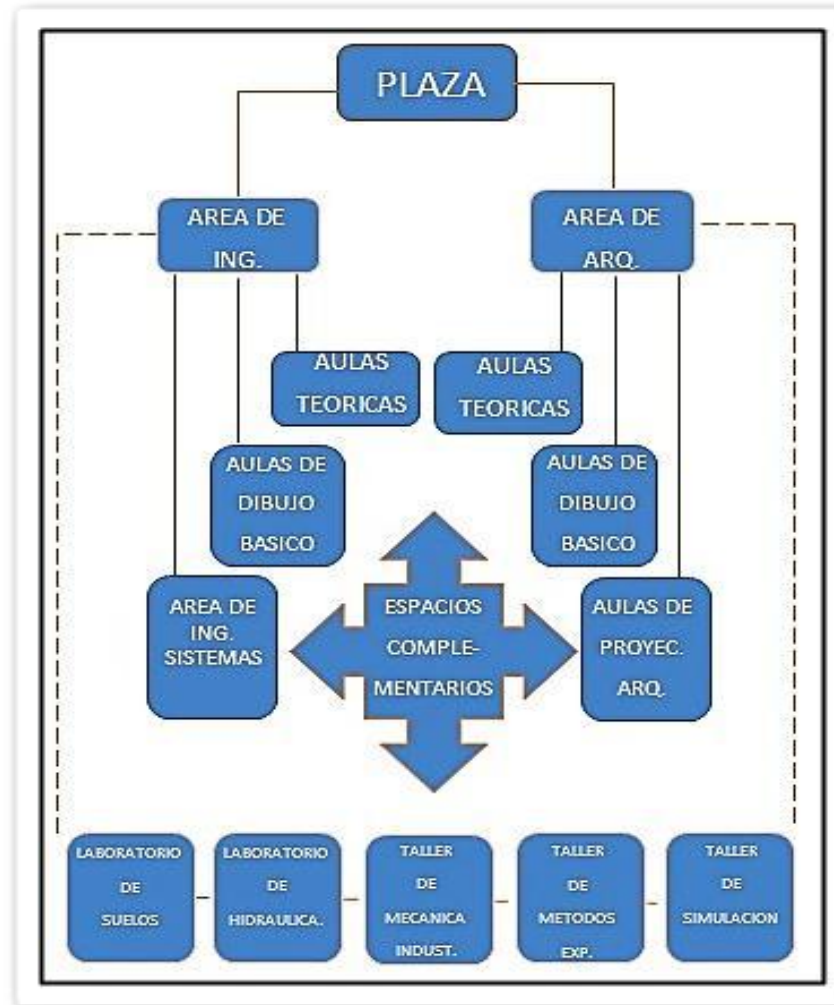 PLAZA
AREA DE
ING.
AREA DE
ARQ.
AULAS
TEORICAS
AULAS
TEORICAS
AULAS DE
DIBUJO
BASICO
AULAS DE
DIBUJO
BASICO
AREA DE
ING.
SISTEMAS
ESPACIOS
COMPLE-
MENTARIOS
AULAS DE
PROYEC.
ARQ.
LABORATORIO
DE
SUELOS
LABORATORIO
DE
HIDRAULICA.
TALLER
DE
MECANICA
INDUST.
TALLER
DE
METODOS
EXP.
TALLER
DE
SIMULACION